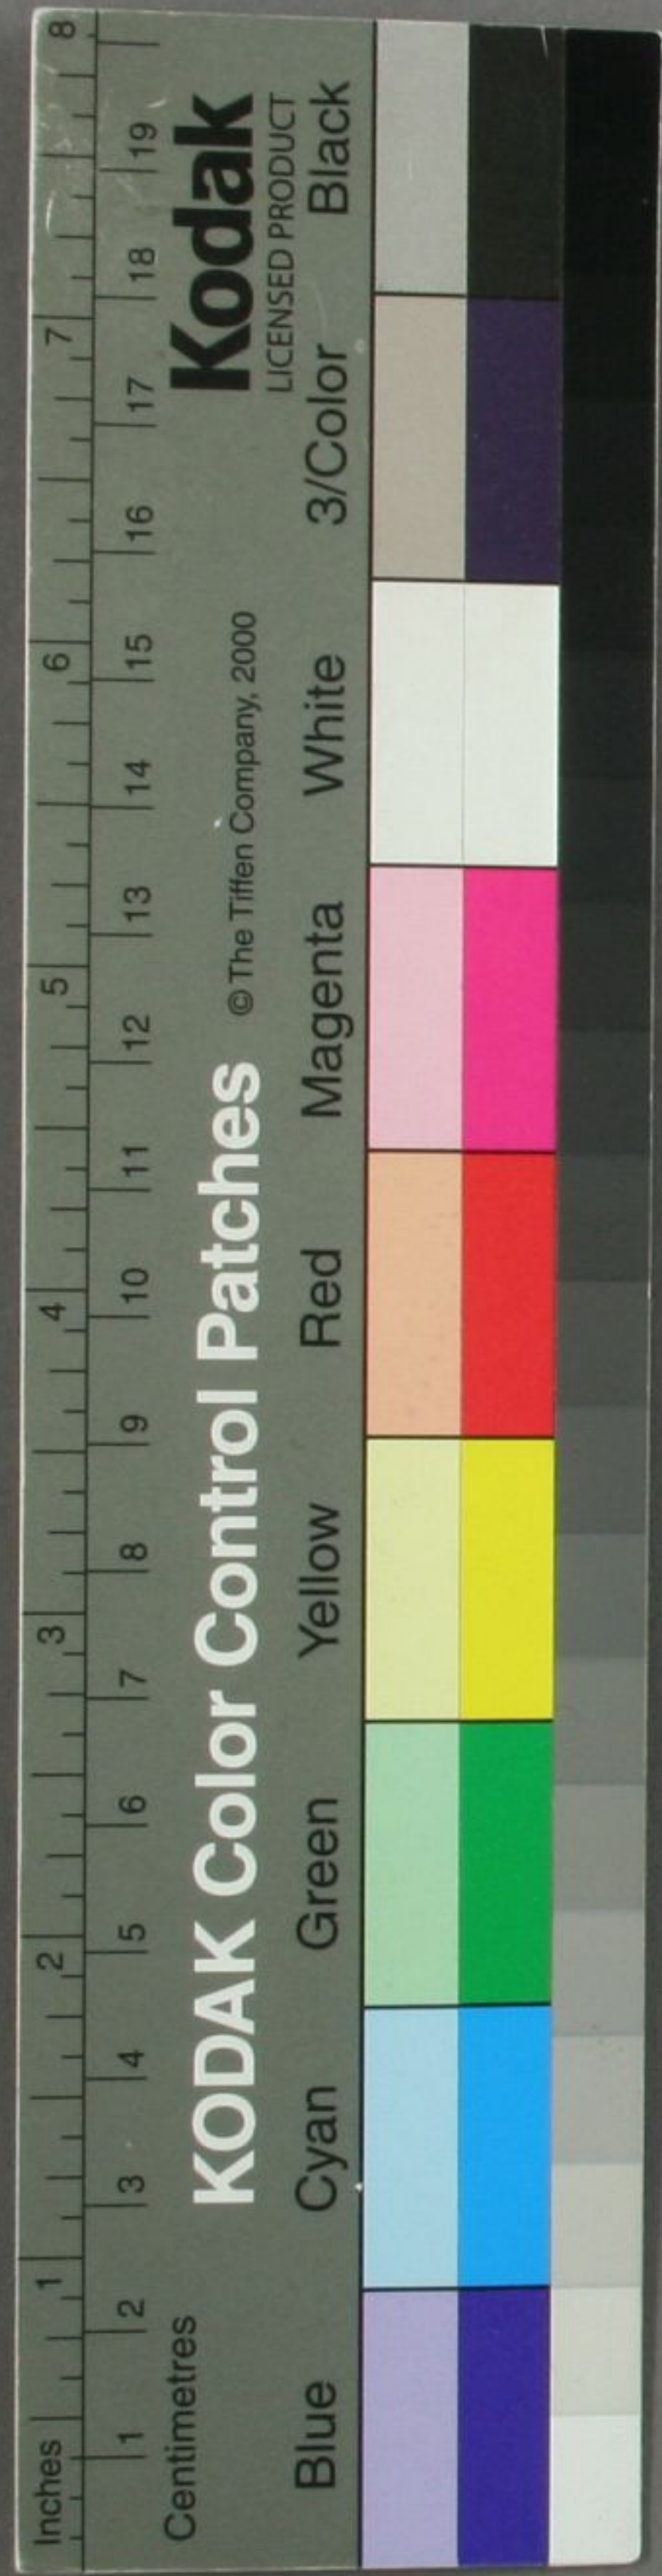 Inches 1 2 3 4 5 6 7 8
Centimetres 1 2 3 4 5 6 7 8 9 10 11 12 13 14 15 16 17 18 19
KODAK Color Control Patches © The Tiffen Company, 2000 Kodak
LICENSED PRODUCT
Blue Cyan Green Yellow Red Magenta White 3/Color Black